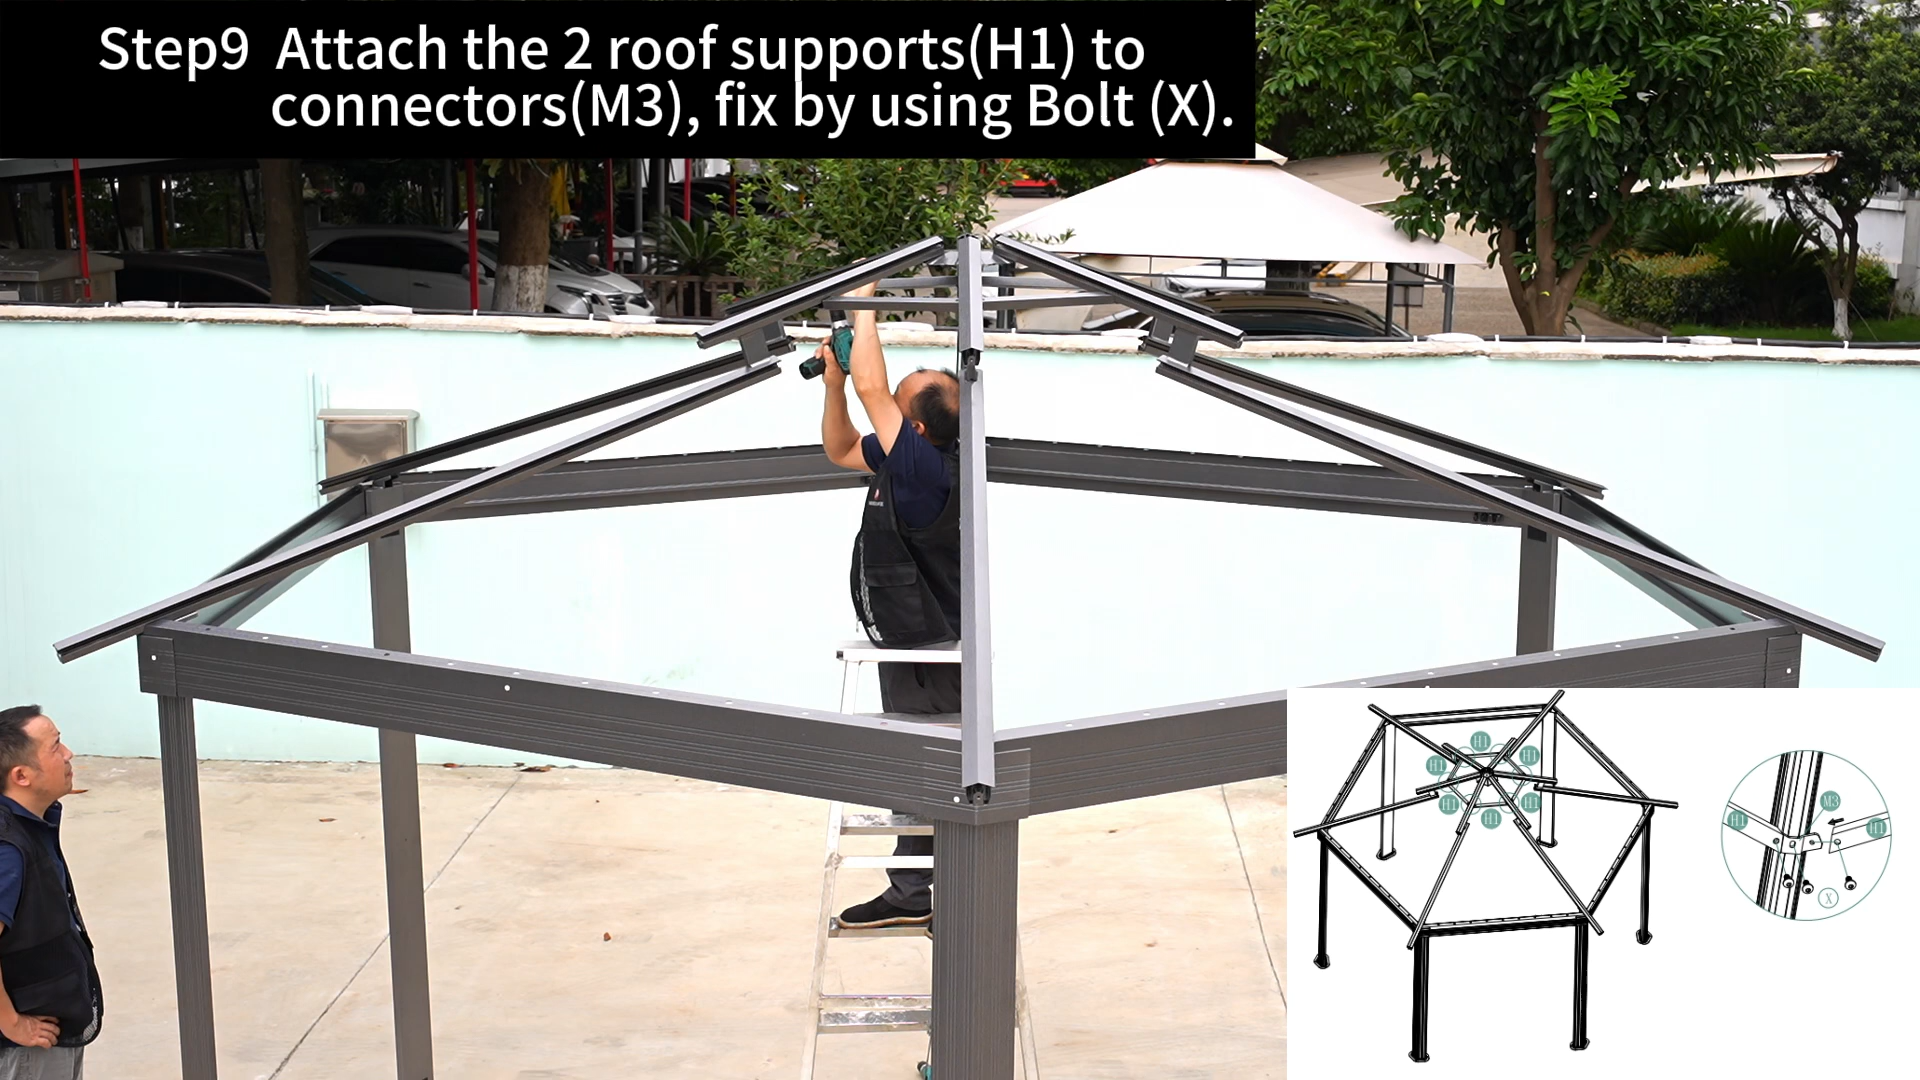 Step9 Attach the 2 roof supports(H1) to
connectors(M3), fix by using Bolt (X).
H1
H1
H1
H1
H1
H1
M3
H1
H1
X